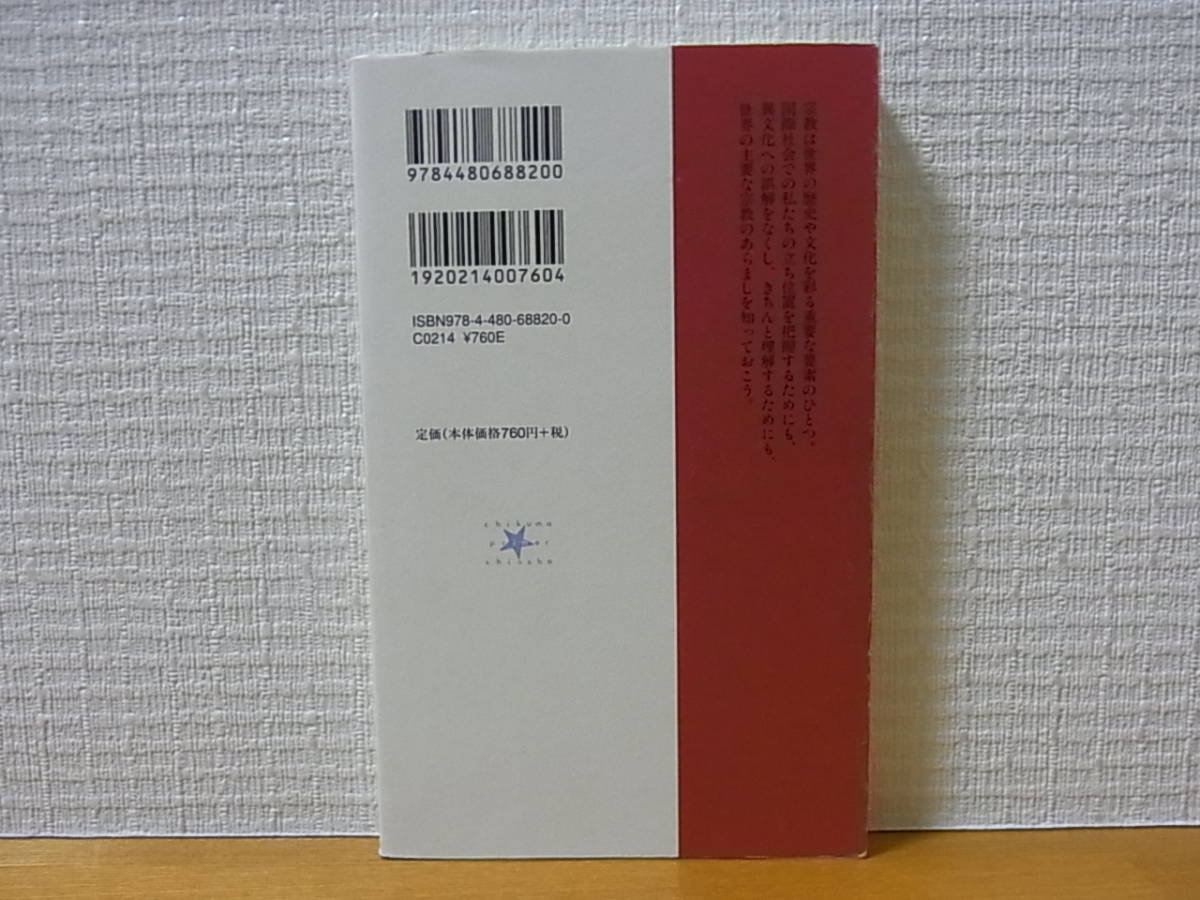 宗教は世界の歴史や文化を彩る重要な要素のひとつ。
国際社会での私たちの立ち位置を把握するためにも、
異文化への誤解をなくし、きちんと理解するためにも、
世界の主要な宗教のあらましを知っておこう。
9784480688200
1920214007604
ISBN978-4-480-68820-0
C0214 ¥760E
定価(本体価格760円+税)
chikuma
primer
shinsho